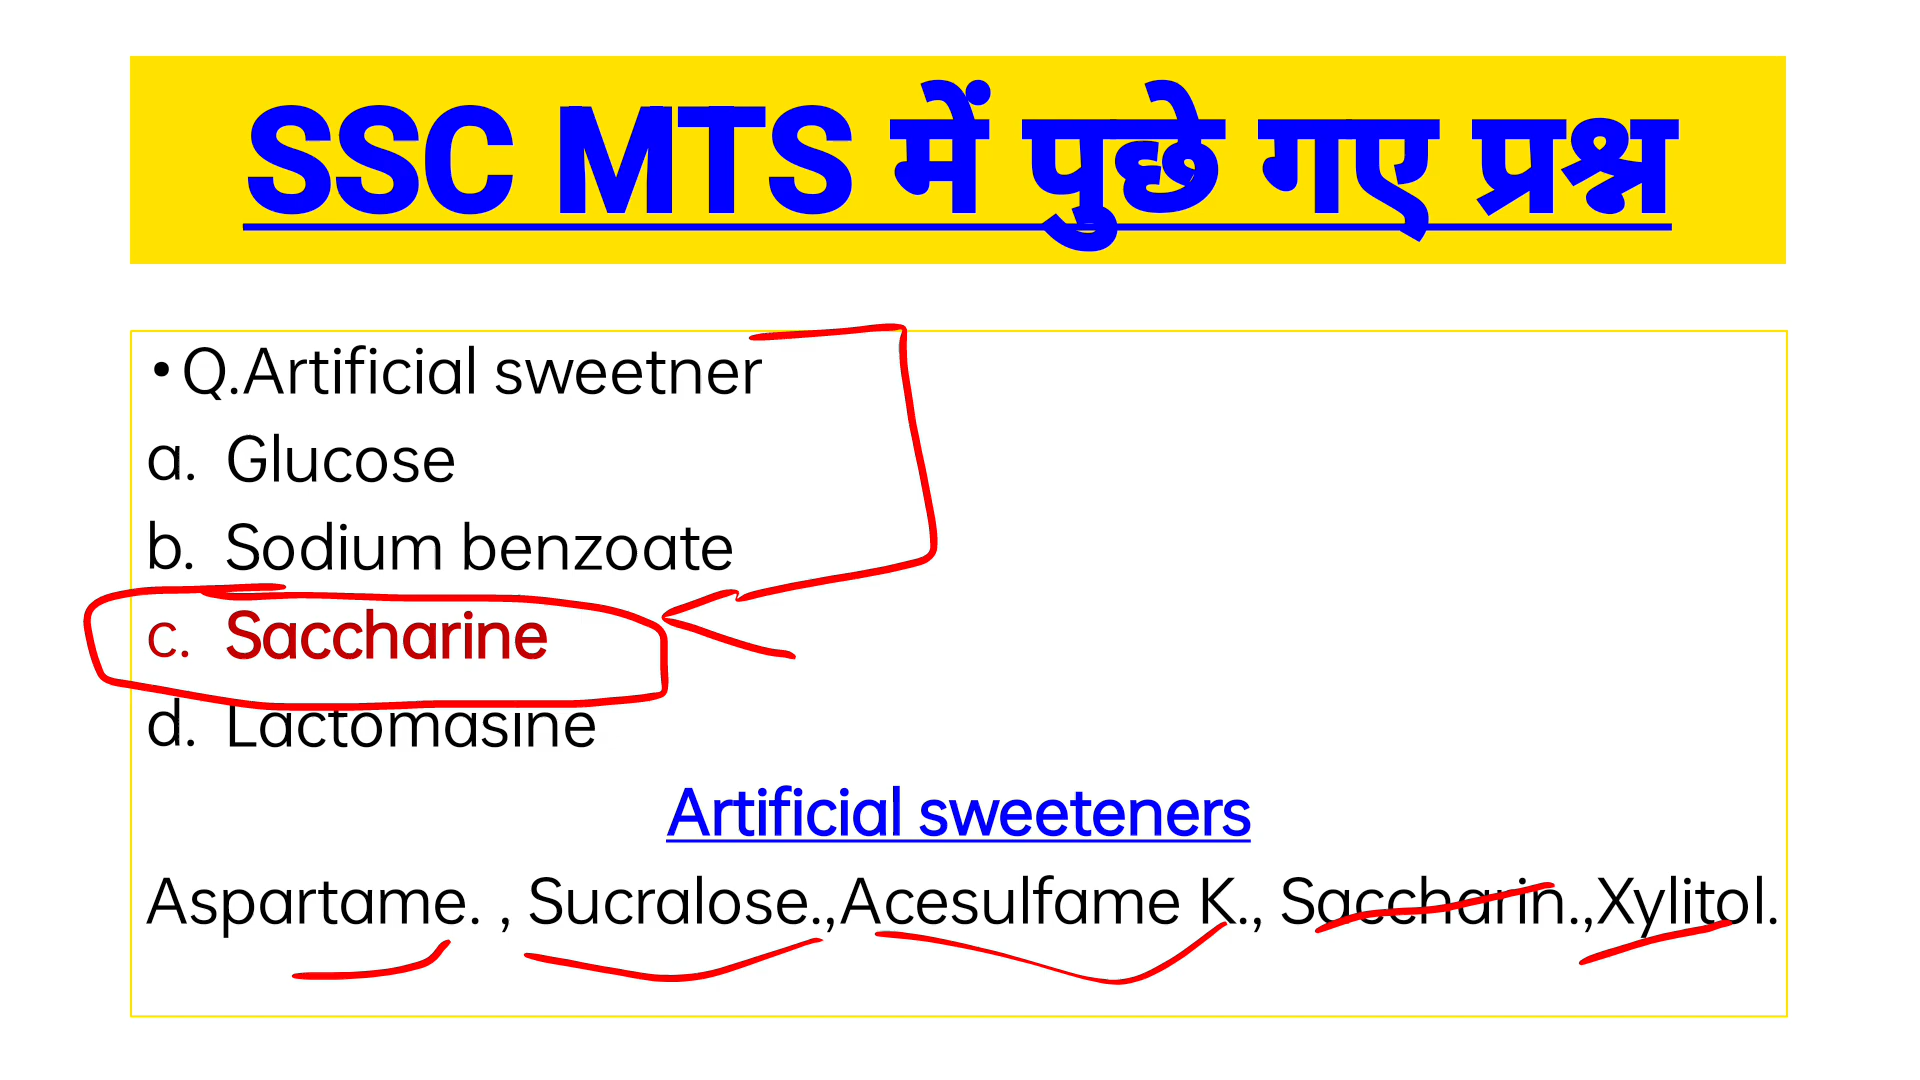 SSC MTS में पुछे गए प्रश्न
•Q.Artificial sweetner
a. Glucose
b. Sodium benzoate
c. Saccharine
d. Lactomasine
Artificial sweeteners
Aspartame. , Sucralose.,Acesulfame K., Saccharin.,Xylitol.